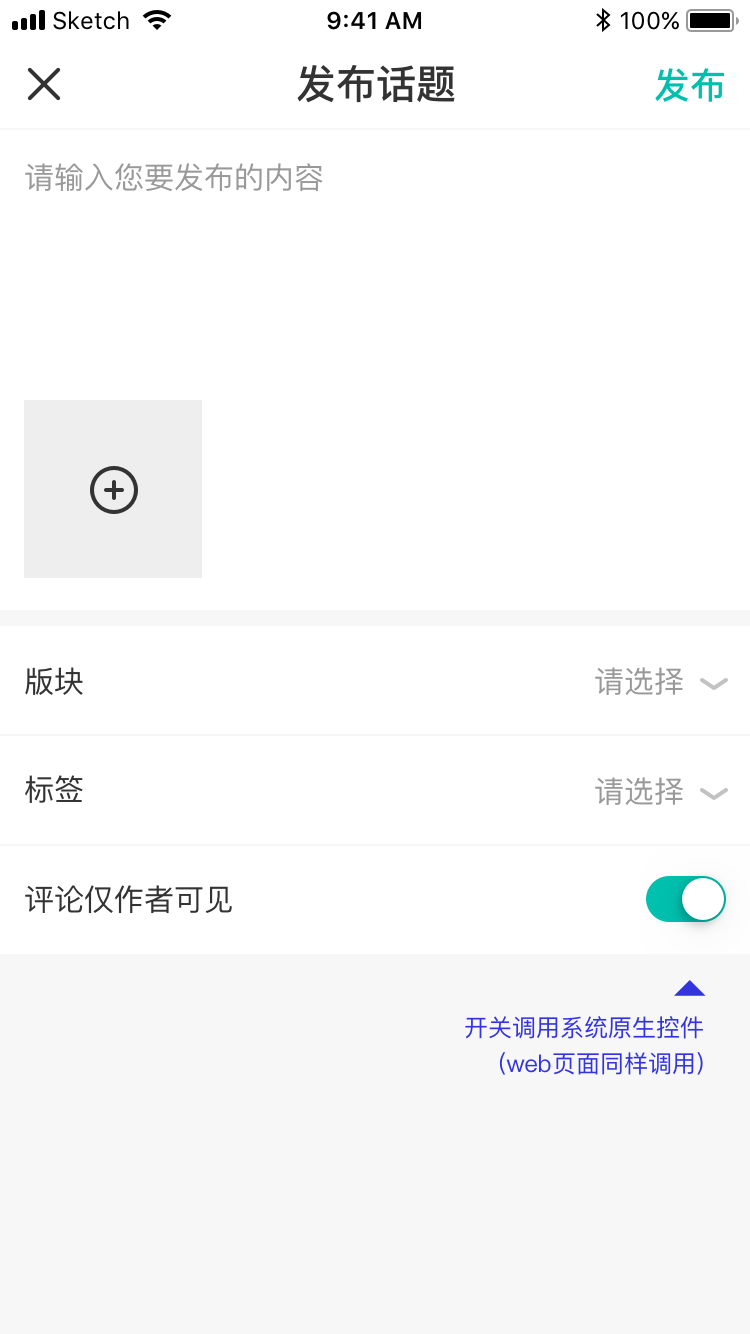 Sketch 9:41 AM 100%
发布话题 发布
请输入您要发布的内容
版块 请选择
标签 请选择
评论仅作者可见
开关调用系统原生控件
(web页面同样调用)